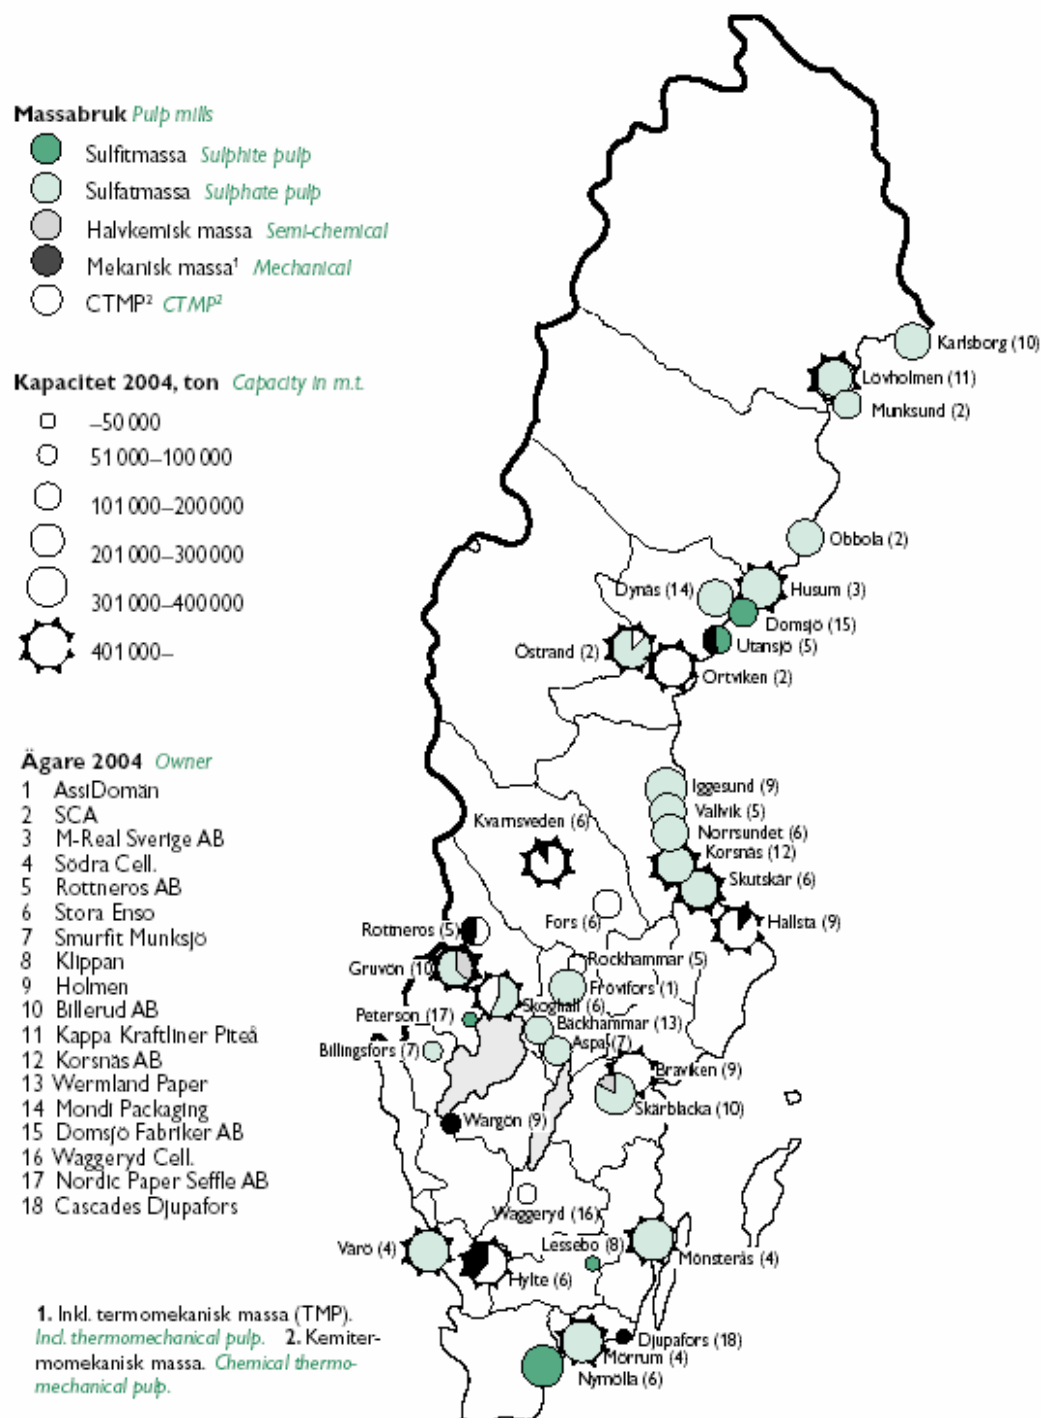 Massabruk Pulp mills
Sulfitmassa Sulphite pulp
Sulfatmassa Sulphate pulp
Halvkemisk massa Semi-chemical
Mekanisk massa¹ Mechanical
CTMP² CTMP²
Kapacitet 2004, ton Capacity in m.t.
–50 000
51 000–100 000
101 000–200 000
201 000–300 000
301 000–400 000
401 000–
Ägare 2004 Owner
1 AssiDomän
2 SCA
3 M-Real Sverige AB
4 Södra Cell.
5 Rottneros AB
6 Stora Enso
7 Smurfit Munksjö
8 Klippan
9 Holmen
10 Billerud AB
11 Kappa Kraftliner Piteå
12 Korsnäs AB
13 Wermland Paper
14 Mondi Packaging
15 Domsjö Fabriker AB
16 Waggeryd Cell.
17 Nordic Paper Seffle AB
18 Cascades Djupafors
1. Inkl. termomekanisk massa (TMP).
Incl. thermomechanical pulp. 2. Kemiter-
momekanisk massa. Chemical thermo-
mechanical pulp.
Karlsborg (10)
Lövholmen (11)
Munksund (2)
Obbola (2)
Dynäs (14)
Husum (3)
Domsjö (15)
Utansjö (5)
Östrand (2)
Ortviken (2)
Iggesund (9)
Vallvik (5)
Kvarnsveden (6)
Norrsundet (6)
Korsnäs (12)
Skutskär (6)
Fors (6)
Hallsta (9)
Rottneros (5)
Rockhammar (5)
Gruvön (10)
Frövifors (1)
Skoghall (6)
Peterson (17)
Bäckhammar (13)
Billingsfors (7)
Aspa (7)
Braviken (9)
Skärblacka (10)
Wargön (9)
Waggeryd (16)
Lessebo (8)
Värö (4)
Mönsterås (4)
Hylte (6)
Djupafors (18)
Mörrum (4)
Nymölla (6)